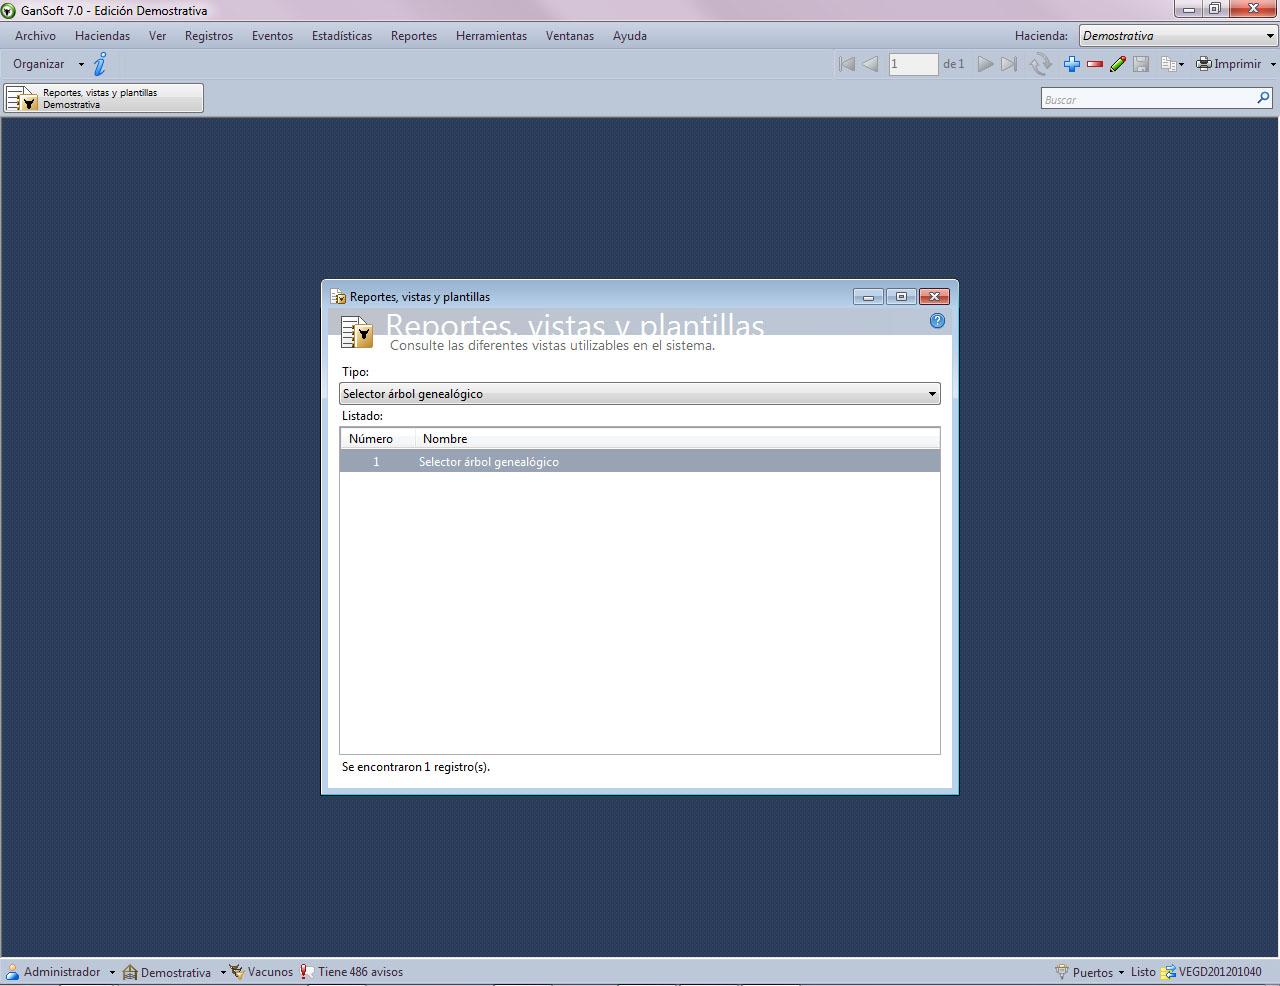 GanSoft 7.0 - Edición Demostrativa
Archivo Haciendas Ver Registros Eventos Estadísticas Reportes Herramientas Ventanas Ayuda Hacienda: Demostrativa
Organizar 1 de 1 Imprimir
Reportes, vistas y plantillas
Demostrativa
Buscar
Reportes, vistas y plantillas
Reportes, vistas y plantillas
Consulte las diferentes vistas utilizables en el sistema.
Tipo:
Selector árbol genealógico
Listado:
Número Nombre
1 Selector árbol genealógico
Se encontraron 1 registro(s).
Administrador Demostrativa Vacunos Tiene 486 avisos Puertos Listo VEGD201201040